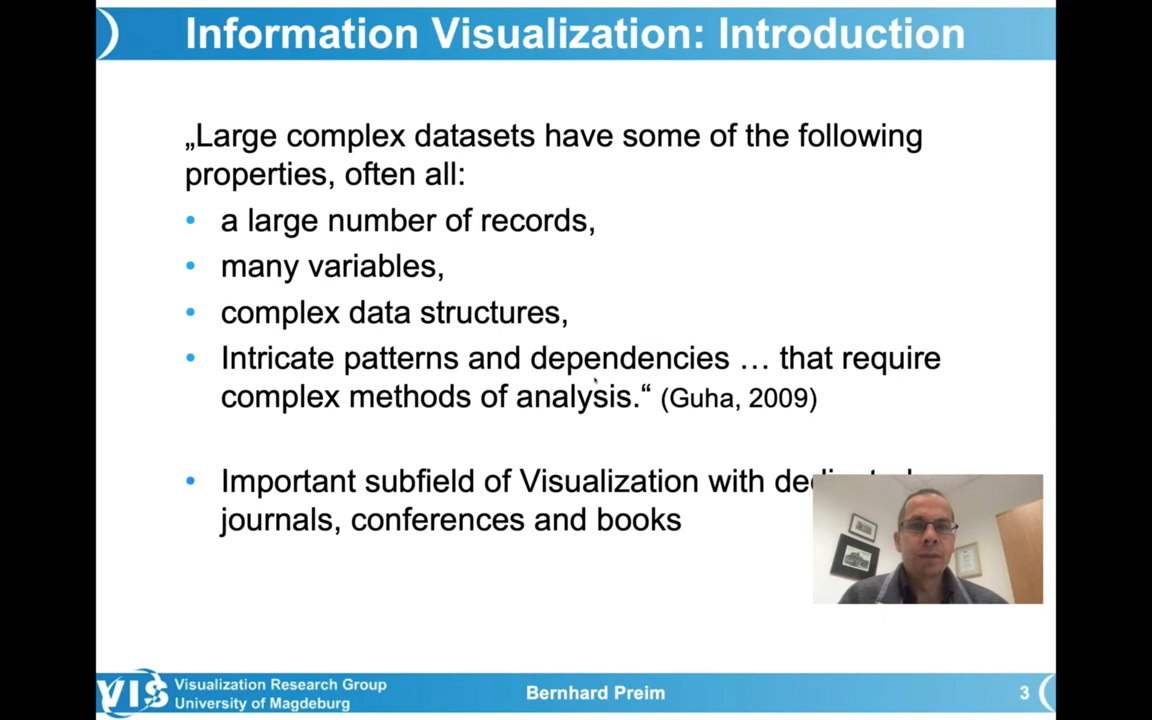 Information Visualization: Introduction
„Large complex datasets have some of the following
properties, often all:
• a large number of records,
• many variables,
• complex data structures,
• Intricate patterns and dependencies … that require
complex methods of analysis.“ (Guha, 2009)
• Important subfield of Visualization with
journals, conferences and books
VIS Visualization Research Group
University of Magdeburg
Bernhard Preim
3